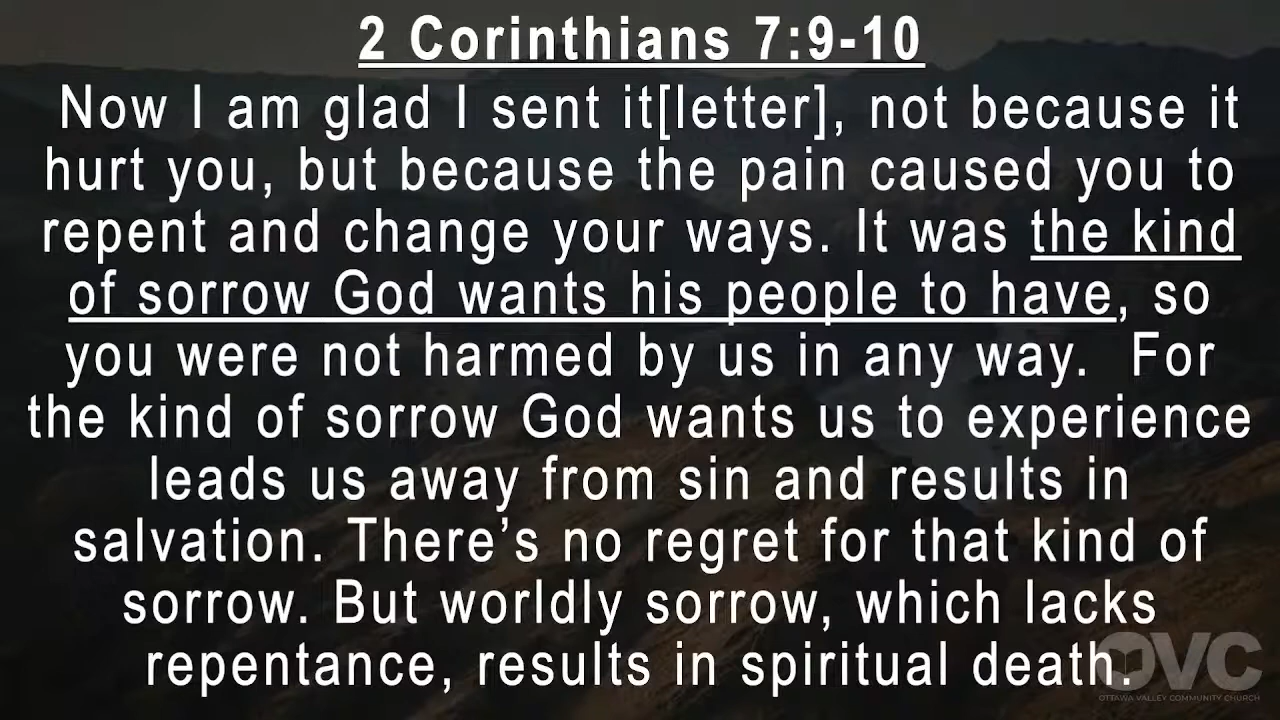 2 Corinthians 7:9-10
Now I am glad I sent it[letter], not because it
hurt you, but because the pain caused you to
repent and change your ways. It was the kind
of sorrow God wants his people to have, so
you were not harmed by us in any way.  For
the kind of sorrow God wants us to experience
leads us away from sin and results in
salvation. There’s no regret for that kind of
sorrow. But worldly sorrow, which lacks
repentance, results in spiritual death.
OVC
OTTAWA VALLEY COMMUNITY CHURCH